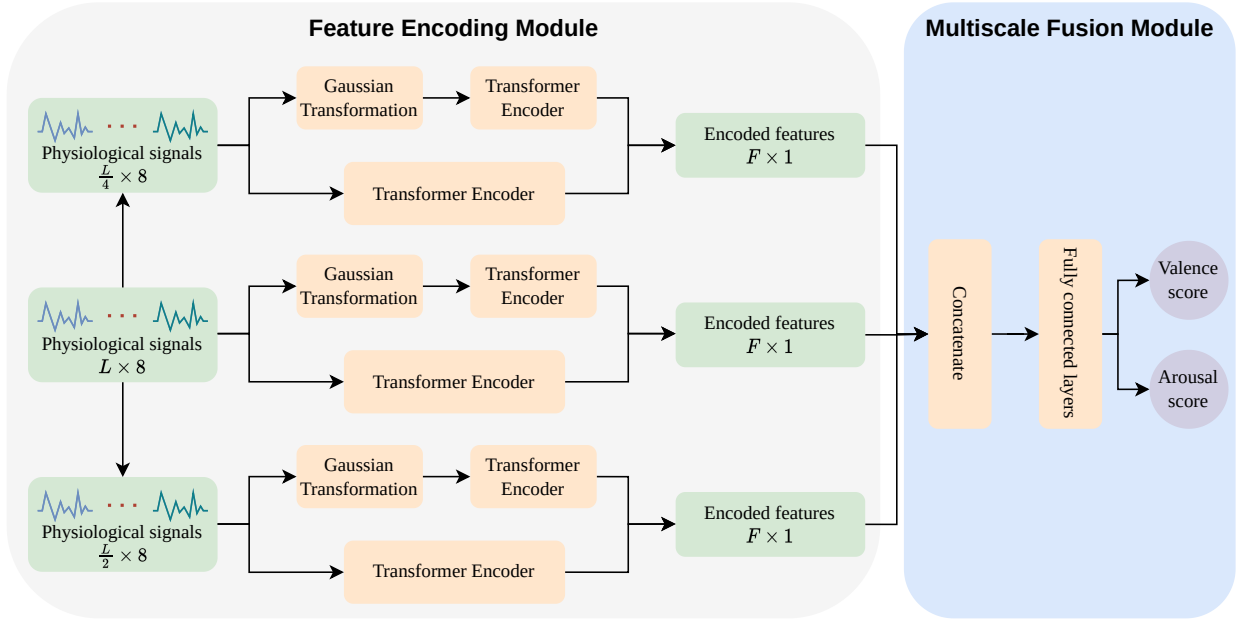 Feature Encoding Module
Multiscale Fusion Module
Physiological signals
L/4 × 8
Gaussian
Transformation
Transformer
Encoder
Transformer Encoder
Encoded features
F × 1
Physiological signals
L × 8
Gaussian
Transformation
Transformer
Encoder
Transformer Encoder
Encoded features
F × 1
Physiological signals
L/2 × 8
Gaussian
Transformation
Transformer
Encoder
Transformer Encoder
Encoded features
F × 1
Concatenate
Fully connected layers
Valence
score
Arousal
score